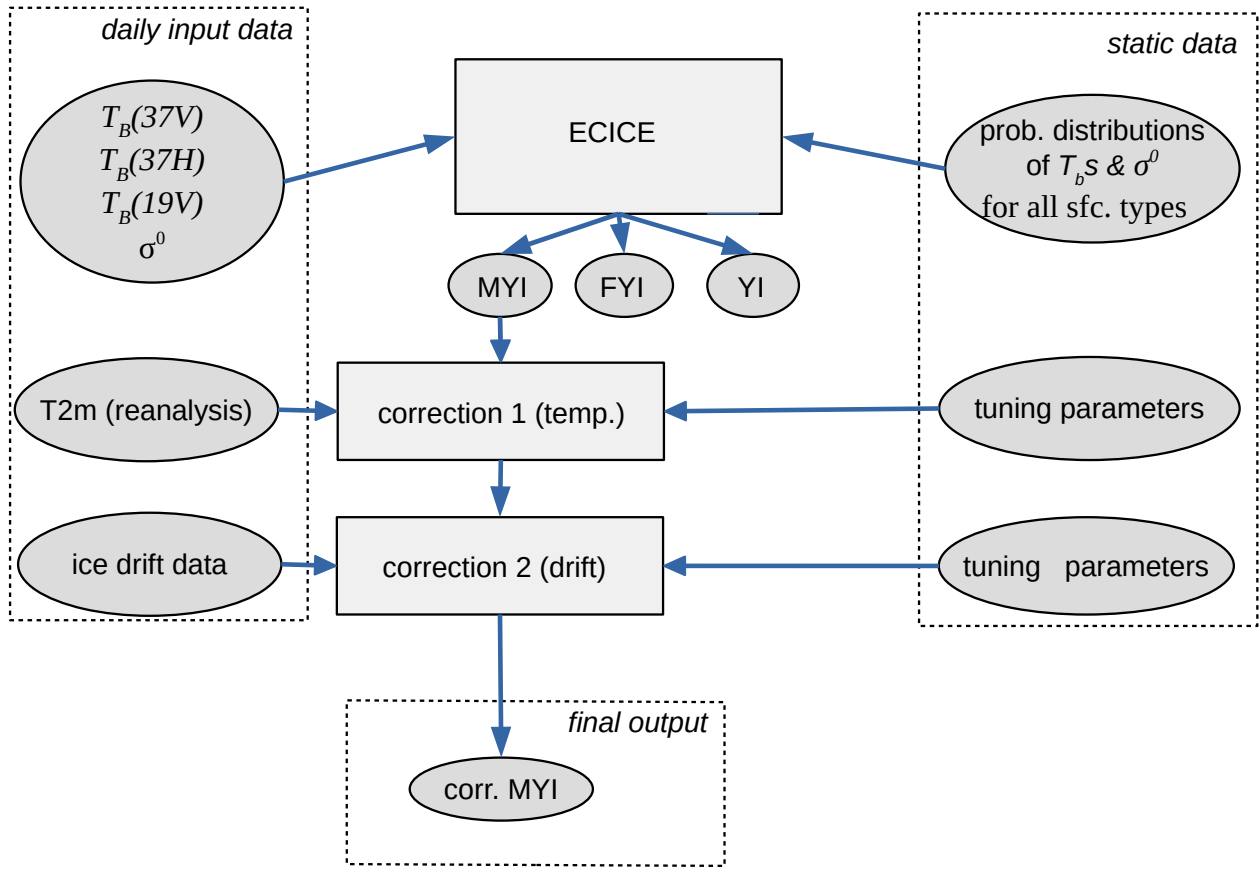 daily input data
static data
T_B(37V)
T_B(37H)
T_B(19V)
σ⁰
ECICE
prob. distributions
of T_bs & σ⁰
for all sfc. types
MYI
FYI
YI
T2m (reanalysis)
correction 1 (temp.)
tuning parameters
ice drift data
correction 2 (drift)
tuning parameters
final output
corr. MYI